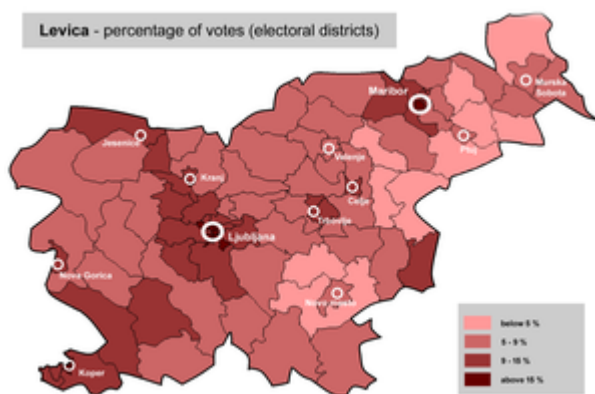 Levica - percentage of votes (electoral districts)
Murska
Sobota
Maribor
Jesenice
Velenje
Ptuj
Kranj
Celje
Trbovlje
Ljubljana
Nova Gorica
Novo mesto
Koper
below 5 %
5 - 9 %
9 - 15 %
above 15 %